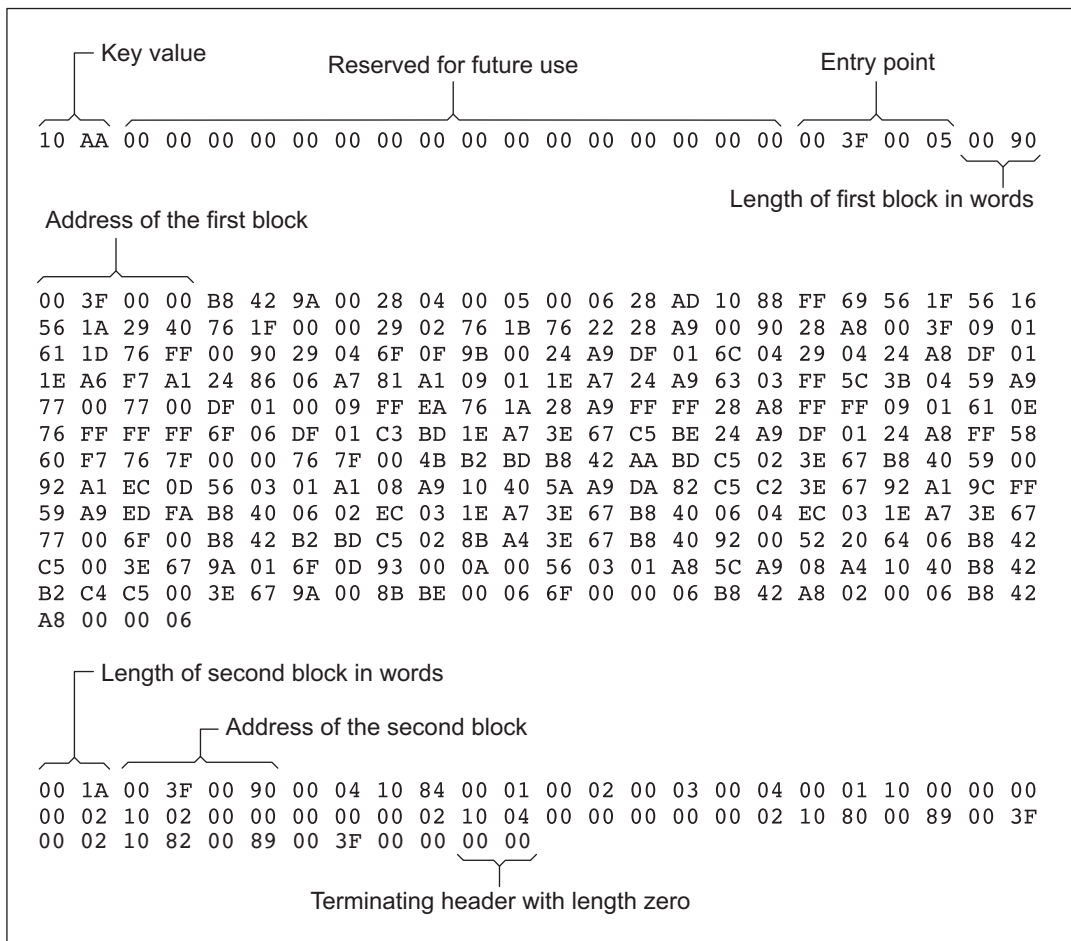 Key value
Reserved for future use
Entry point
10 AA 00 00 00 00 00 00 00 00 00 00 00 00 00 00 00 00 00 3F 00 05 00 90
Length of first block in words
Address of the first block
00 3F 00 00 B8 42 9A 00 28 04 00 05 00 06 28 AD 10 88 FF 69 56 1F 56 16
56 1A 29 40 76 1F 00 00 29 02 76 1B 76 22 28 A9 00 90 28 A8 00 3F 09 01
61 1D 76 FF 00 90 29 04 6F 0F 9B 00 24 A9 DF 01 6C 04 29 04 24 A8 DF 01
1E A6 F7 A1 24 86 06 A7 81 A1 09 01 1E A7 24 A9 63 03 FF 5C 3B 04 59 A9
77 00 77 00 DF 01 00 09 FF EA 76 1A 28 A9 FF FF 28 A8 FF FF 09 01 61 0E
76 FF FF FF 6F 06 DF 01 C3 BD 1E A7 3E 67 C5 BE 24 A9 DF 01 24 A8 FF 58
60 F7 76 7F 00 00 76 7F 00 4B B2 BD B8 42 AA BD C5 02 3E 67 B8 40 59 00
92 A1 EC 0D 56 03 01 A1 08 A9 10 40 5A A9 DA 82 C5 C2 3E 67 92 A1 9C FF
59 A9 ED FA B8 40 06 02 EC 03 1E A7 3E 67 B8 40 06 04 EC 03 1E A7 3E 67
77 00 6F 00 B8 42 B2 BD C5 02 8B A4 3E 67 B8 40 92 00 52 20 64 06 B8 42
C5 00 3E 67 9A 01 6F 0D 93 00 0A 00 56 03 01 A8 5C A9 08 A4 10 40 B8 42
B2 C4 C5 00 3E 67 9A 00 8B BE 00 06 6F 00 00 06 B8 42 A8 02 00 06 B8 42
A8 00 00 06
Length of second block in words
Address of the second block
00 1A 00 3F 00 90 00 04 10 84 00 01 00 02 00 03 00 04 00 01 10 00 00 00
00 02 10 02 00 00 00 00 00 02 10 04 00 00 00 00 00 02 10 80 00 89 00 3F
00 02 10 82 00 89 00 3F 00 00 00 00
Terminating header with length zero